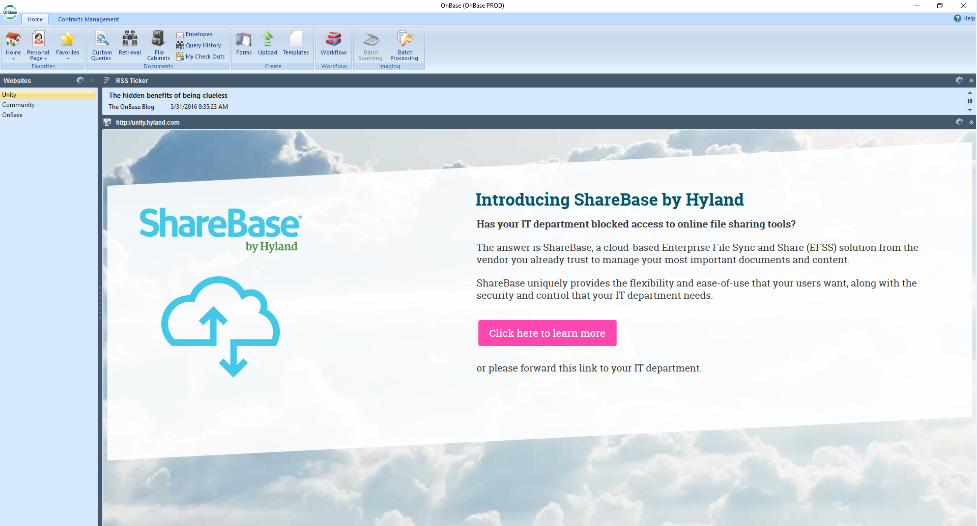 OnBase (OnBase PROD)
OnBase
Home
Contracts Management
Help
Home
Personal Page
Favorites
Favorites
Custom Queries
Retrieval
File Cabinets
Envelopes
Query History
My Check Outs
Documents
Forms
Upload
Templates
Create
Workflow
Workflow
Batch Scanning
Batch Processing
Imaging
Websites
Unity
Community
OnBase
RSS Ticker
The hidden benefits of being clueless
The OnBase Blog 5/31/2016 9:35:23 AM
http://unity.hyland.com
ShareBase™
by Hyland
Introducing ShareBase by Hyland
Has your IT department blocked access to online file sharing tools?
The answer is ShareBase, a cloud-based Enterprise File Sync and Share (EFSS) solution from the
vendor you already trust to manage your most important documents and content.
ShareBase uniquely provides the flexibility and ease-of-use that your users want, along with the
security and control that your IT department needs.
Click here to learn more
or please forward this link to your IT department.